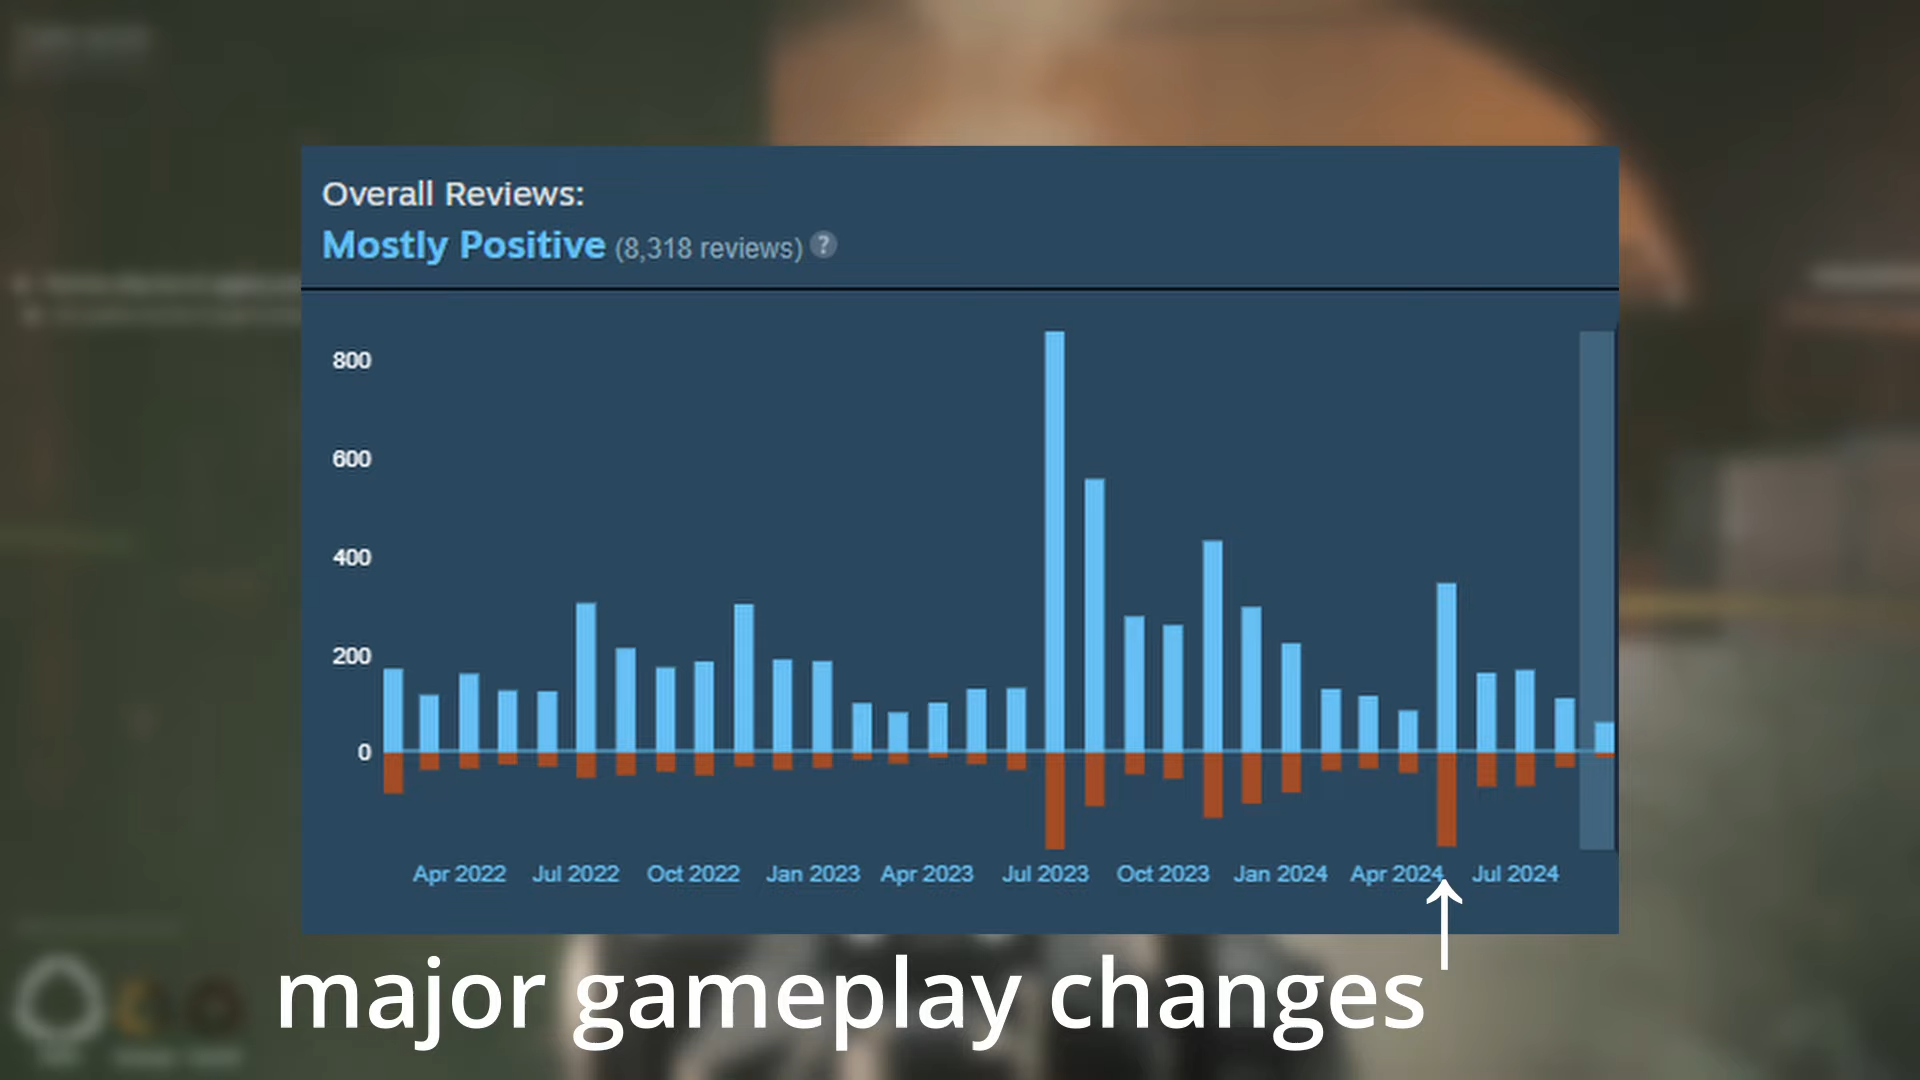 Overall Reviews:
Mostly Positive (8,318 reviews) ?
800
600
400
200
0
Apr 2022 Jul 2022 Oct 2022 Jan 2023 Apr 2023 Jul 2023 Oct 2023 Jan 2024 Apr 2024 Jul 2024
major gameplay changes